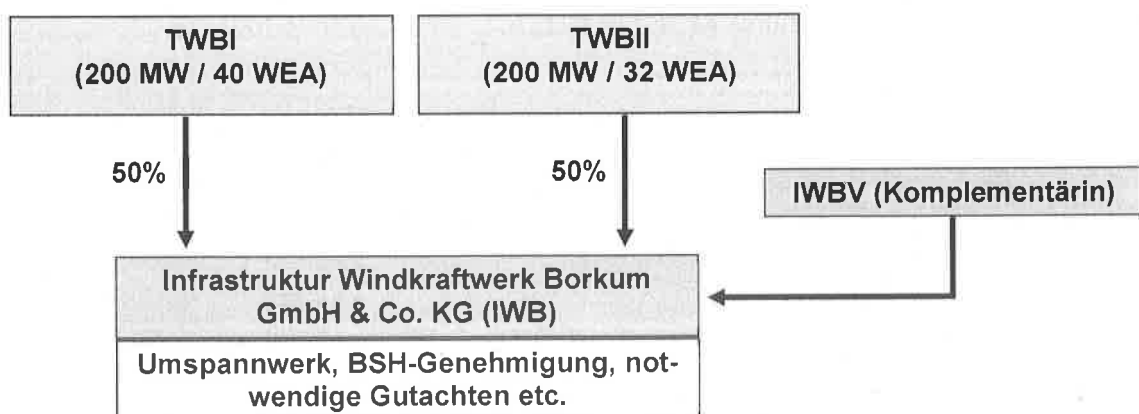 TWBI
(200 MW / 40 WEA)
TWBII
(200 MW / 32 WEA)
50%
50%
IWBV (Komplementärin)
Infrastruktur Windkraftwerk Borkum
GmbH & Co. KG (IWB)
Umspannwerk, BSH-Genehmigung, not-
wendige Gutachten etc.